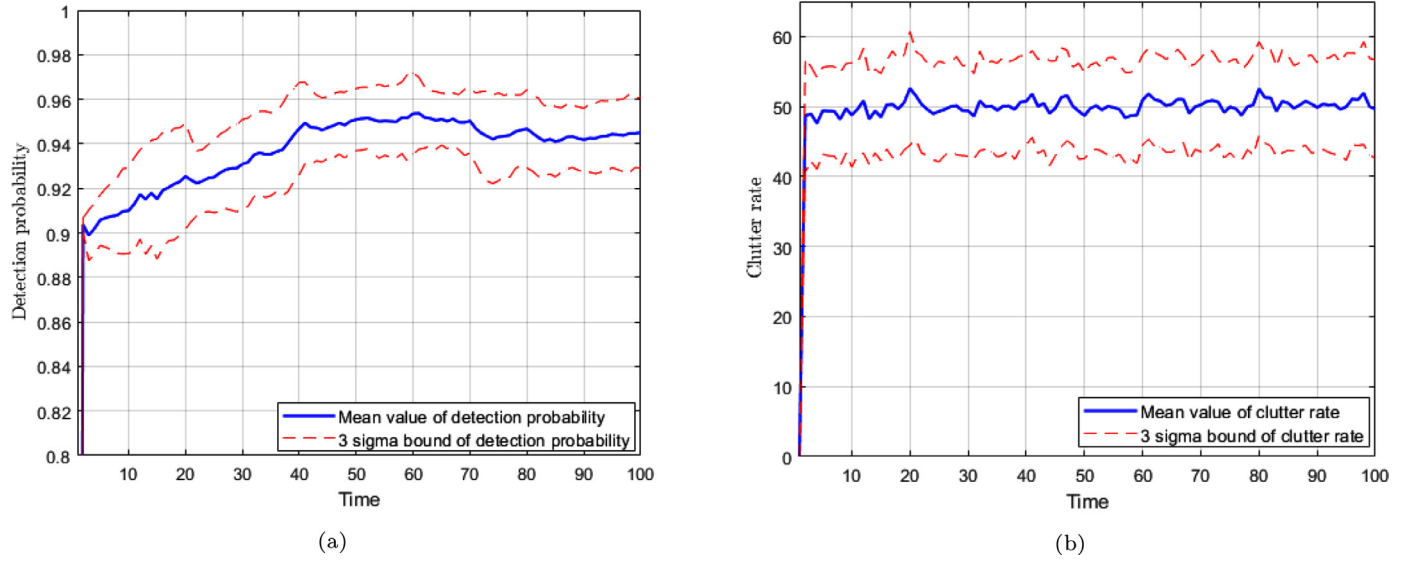 1
0.98
0.96
0.94
0.92
0.9
0.88
0.86
0.84
0.82
0.8
Detection probability
10 20 30 40 50 60 70 80 90 100
Time
Mean value of detection probability
3 sigma bound of detection probability
(a)
60
50
40
30
20
10
0
Clutter rate
10 20 30 40 50 60 70 80 90 100
Time
Mean value of clutter rate
3 sigma bound of clutter rate
(b)